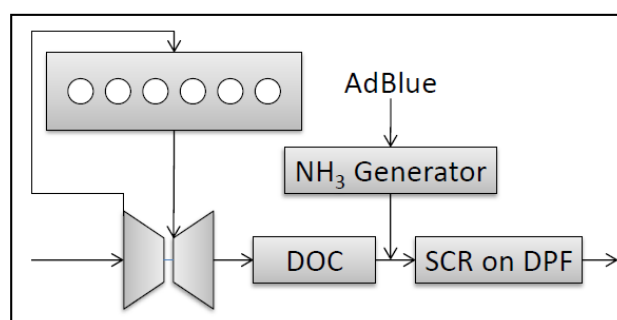 AdBlue
NH₃ Generator
DOC
SCR on DPF